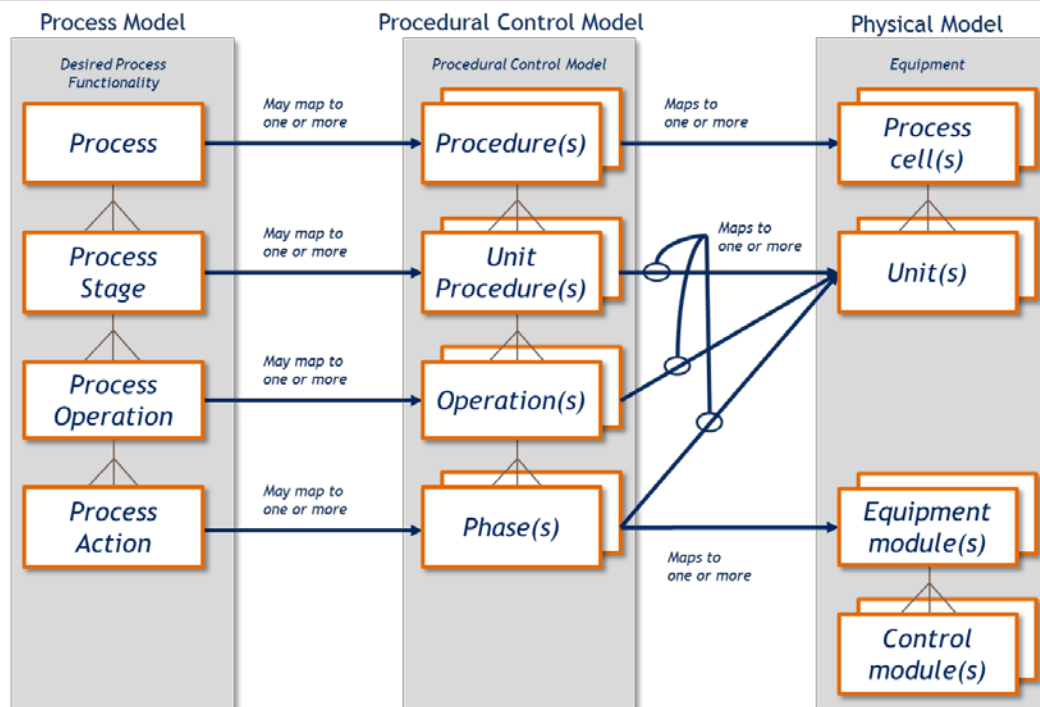 Process Model
Procedural Control Model
Physical Model
Desired Process
Functionality
Procedural Control Model
Equipment
Process
May map to
one or more
Procedure(s)
Maps to
one or more
Process
cell(s)
Process
Stage
May map to
one or more
Unit
Procedure(s)
Maps to
one or more
Unit(s)
Process
Operation
May map to
one or more
Operation(s)
Process
Action
May map to
one or more
Phase(s)
Maps to
one or more
Equipment
module(s)
Control
module(s)